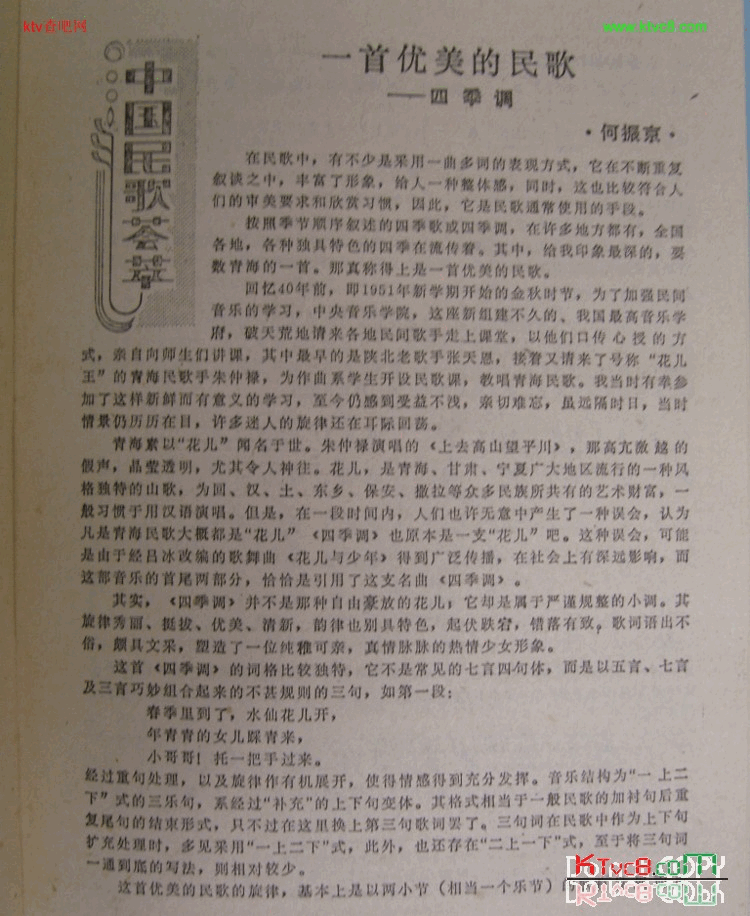 ktv查吧网
www.ktvc8.com
中国民歌荟萃
一首优美的民歌
——四季调
·何振京·
在民歌中，有不少是采用一曲多词的表现方式，它在不断重复
叙谈之中，丰富了形象，给人一种整体感，同时，这也比较符合人
们的审美要求和欣赏习惯，因此，它是民歌通常使用的手段。
按照季节顺序叙述的四季歌或四季调，在许多地方都有，全国
各地，各种独具特色的四季在流传着。其中，给我印象最深的，要
数青海的一首。那真称得上是一首优美的民歌。
回忆40年前，即1951年新学期开始的金秋时节，为了加强民间
音乐的学习，中央音乐学院，这座新组建不久的、我国最高音乐学
府，破天荒地请来各地民间歌手走上课堂，以他们口传心授的方
式，亲自向师生们讲课，其中最早的是陕北老歌手张天恩，接着又请来了号称“花儿
王”的青海民歌手朱仲禄，为作曲系学生开设民歌课，教唱青海民歌。我当时有幸参
加了这样新鲜而有意义的学习，至今仍感到受益不浅，亲切难忘，虽远隔时日，当时
情景仍历历在目，许多迷人的旋律还在耳际回荡。
青海素以“花儿”闻名于世。朱仲禄演唱的《上去高山望平川》，那高亢激越的
假声，晶莹透明，尤其令人神往。花儿，是青海、甘肃、宁夏广大地区流行的一种风
格独特的山歌，为回、汉、土、东乡、保安、撒拉等众多民族所共有的艺术财富，一
般习惯于用汉语演唱。但是，在一段时间内，人们也许无意中产生了一种误会，认为
凡是青海民歌大概都是“花儿”《四季调》也原本是一支“花儿”吧。这种误会，可能
是由于经吕冰改编的歌舞曲《花儿与少年》得到广泛传播，在社会上有深远影响，而
这部音乐的首尾两部分，恰恰是引用了这支名曲《四季调》。
其实，《四季调》并不是那种自由豪放的花儿，它却是属于严谨规整的小调。其
旋律秀丽、挺拔、优美、清新，韵律也别具特色，起伏跌宕，错落有致，歌词语出不
俗，颇具文采，塑造了一位纯雅可亲，真情脉脉的热情少女形象。
这首《四季调》的词格比较独特，它不是常见的七言四句体，而是以五言、七言
及三言巧妙组合起来的不甚规则的三句，如第一段：
春季里到了，水仙花儿开，
年青青的女儿踩青来，
小哥哥！托一把手过来。
经过重句处理，以及旋律作有机展开，使得情感得到充分发挥。音乐结构为“一上二
下”式的三乐句，系经过“补充”的上下句变体。其格式相当于一般民歌的加衬句后重
复尾句的结束形式，只不过在这里换上第三句歌词罢了。三句词在民歌中作为上下句
扩充处理时，多见采用“一上二下”式，此外，也还存在“二上一下”式，至于将三句词
一通到底的写法，则相对较少。
这首优美的民歌的旋律，基本上是以两小节（相当一个乐节）的
KTvc8.com